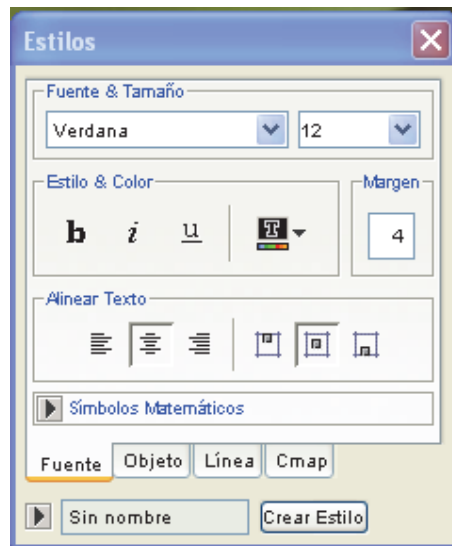 Estilos
Fuente & Tamaño
Verdana 12
Estilo & Color Margen
b i u T 4
Alinear Texto
Símbolos Matemáticos
Fuente Objeto Línea Cmap
Sin nombre Crear Estilo